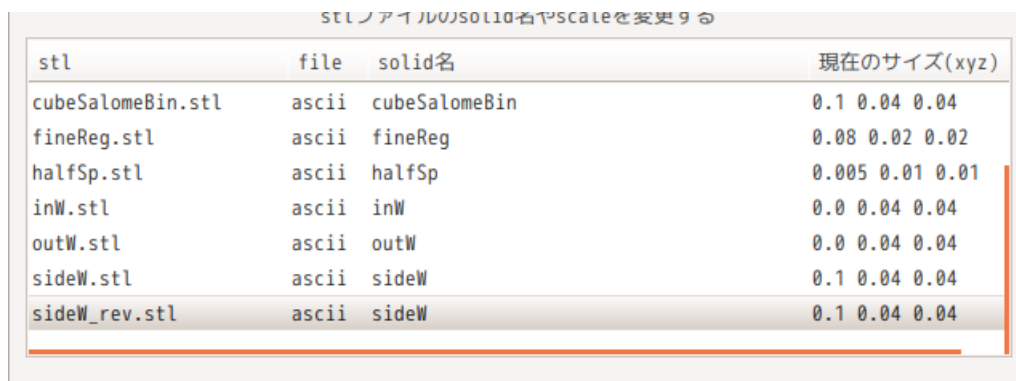 stlファイルのsolid名やscaleを変更する
stl file solid名 現在のサイズ(xyz)
cubeSalomeBin.stl ascii cubeSalomeBin 0.1 0.04 0.04
fineReg.stl ascii fineReg 0.08 0.02 0.02
halfSp.stl ascii halfSp 0.005 0.01 0.01
inW.stl ascii inW 0.0 0.04 0.04
outW.stl ascii outW 0.0 0.04 0.04
sideW.stl ascii sideW 0.1 0.04 0.04
sideW_rev.stl ascii sideW 0.1 0.04 0.04